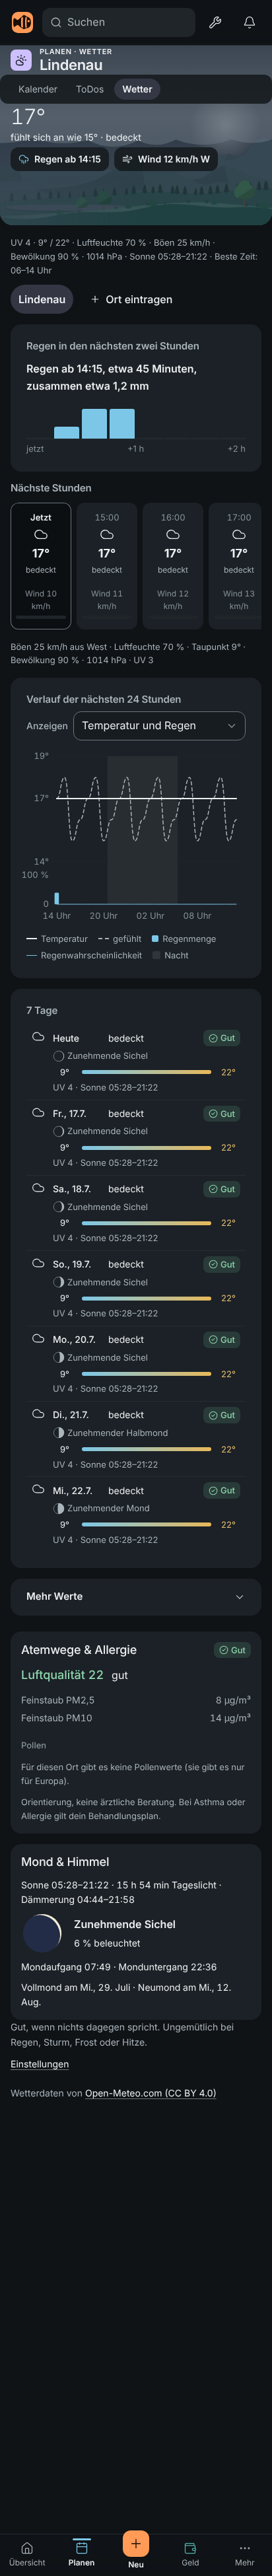 Suchen
PLANEN · WETTER
Lindenau
Kalender
ToDos
Wetter
17°
fühlt sich an wie 15° · bedeckt
Regen ab 14:15
Wind 12 km/h W
UV 4 · 9° / 22° · Luftfeuchte 70 % · Böen 25 km/h ·
Bewölkung 90 % · 1014 hPa · Sonne 05:28–21:22 · Beste Zeit:
06–14 Uhr
Lindenau
Ort eintragen
Regen in den nächsten zwei Stunden
Regen ab 14:15, etwa 45 Minuten,
zusammen etwa 1,2 mm
jetzt
+1 h
+2 h
Nächste Stunden
Jetzt
17°
bedeckt
Wind 10
km/h
15:00
17°
bedeckt
Wind 11
km/h
16:00
17°
bedeckt
Wind 12
km/h
17:00
17°
bedeckt
Wind 13
km/h
Böen 25 km/h aus West · Luftfeuchte 70 % · Taupunkt 9° ·
Bewölkung 90 % · 1014 hPa · UV 3
Verlauf der nächsten 24 Stunden
Anzeigen
Temperatur und Regen
19°
17°
14°
100 %
0
14 Uhr
20 Uhr
02 Uhr
08 Uhr
Temperatur
gefühlt
Regenmenge
Regenwahrscheinlichkeit
Nacht
7 Tage
Heute
bedeckt
Gut
Zunehmende Sichel
9°
22°
UV 4 · Sonne 05:28–21:22
Fr., 17.7.
bedeckt
Gut
Zunehmende Sichel
9°
22°
UV 4 · Sonne 05:28–21:22
Sa., 18.7.
bedeckt
Gut
Zunehmende Sichel
9°
22°
UV 4 · Sonne 05:28–21:22
So., 19.7.
bedeckt
Gut
Zunehmende Sichel
9°
22°
UV 4 · Sonne 05:28–21:22
Mo., 20.7.
bedeckt
Gut
Zunehmende Sichel
9°
22°
UV 4 · Sonne 05:28–21:22
Di., 21.7.
bedeckt
Gut
Zunehmender Halbmond
9°
22°
UV 4 · Sonne 05:28–21:22
Mi., 22.7.
bedeckt
Gut
Zunehmender Mond
9°
22°
UV 4 · Sonne 05:28–21:22
Mehr Werte
Atemwege & Allergie
Gut
Luftqualität 22 gut
Feinstaub PM2,5
8 µg/m³
Feinstaub PM10
14 µg/m³
Pollen
Für diesen Ort gibt es keine Pollenwerte (sie gibt es nur
für Europa).
Orientierung, keine ärztliche Beratung. Bei Asthma oder
Allergie gilt dein Behandlungsplan.
Mond & Himmel
Sonne 05:28–21:22 · 15 h 54 min Tageslicht ·
Dämmerung 04:44–21:58
Zunehmende Sichel
6 % beleuchtet
Mondaufgang 07:49 · Monduntergang 22:36
Vollmond am Mi., 29. Juli · Neumond am Mi., 12.
Aug.
Gut, wenn nichts dagegen spricht. Ungemütlich bei
Regen, Sturm, Frost oder Hitze.
Einstellungen
Wetterdaten von Open-Meteo.com (CC BY 4.0)
Übersicht
Planen
Neu
Geld
Mehr